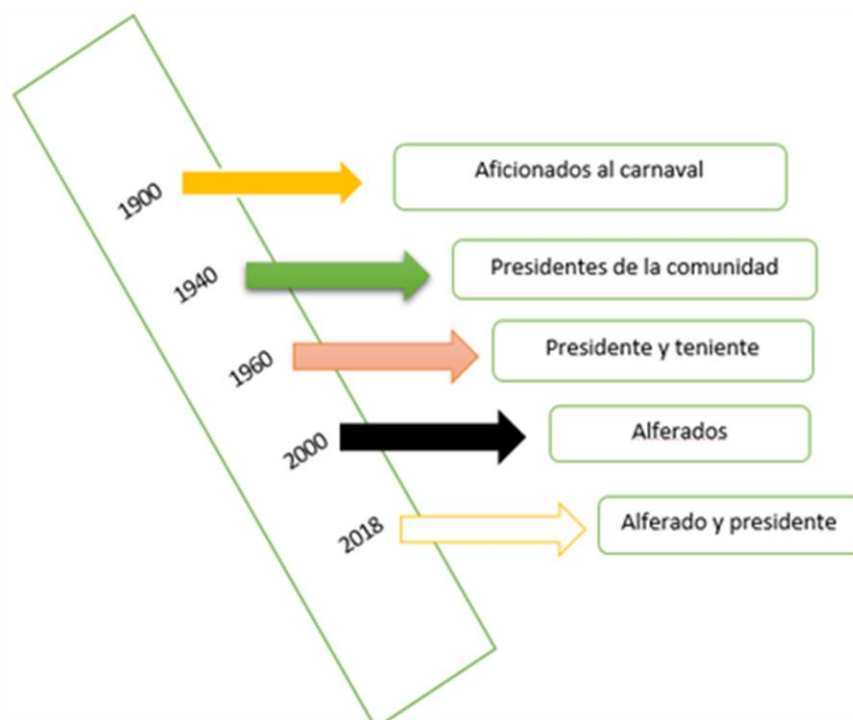 1900
Aficionados al carnaval
1940
Presidentes de la comunidad
1960
Presidente y teniente
2000
Alferados
2018
Alferado y presidente